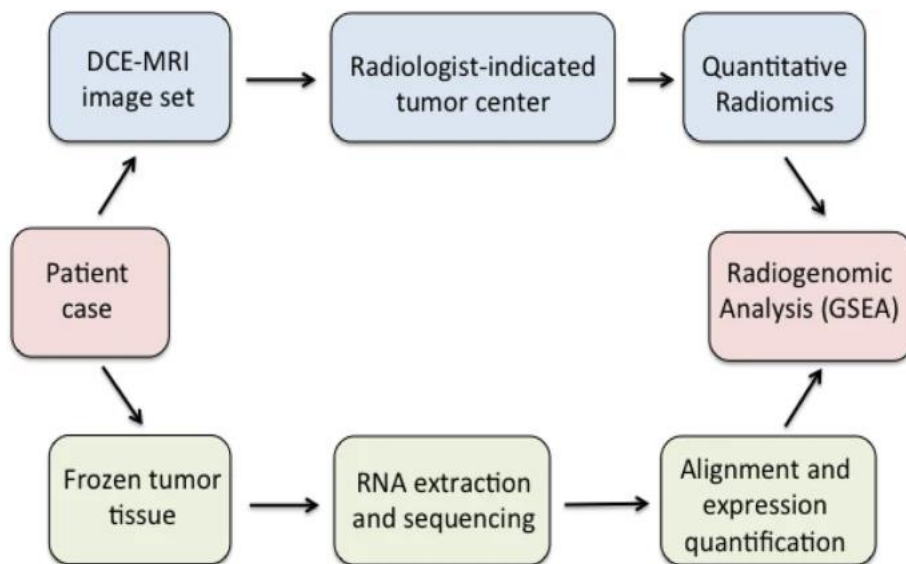 DCE-MRI
image set
Radiologist-indicated
tumor center
Quantitative
Radiomics
Patient
case
Radiogenomic
Analysis (GSEA)
Frozen tumor
tissue
RNA extraction
and sequencing
Alignment and
expression
quantification